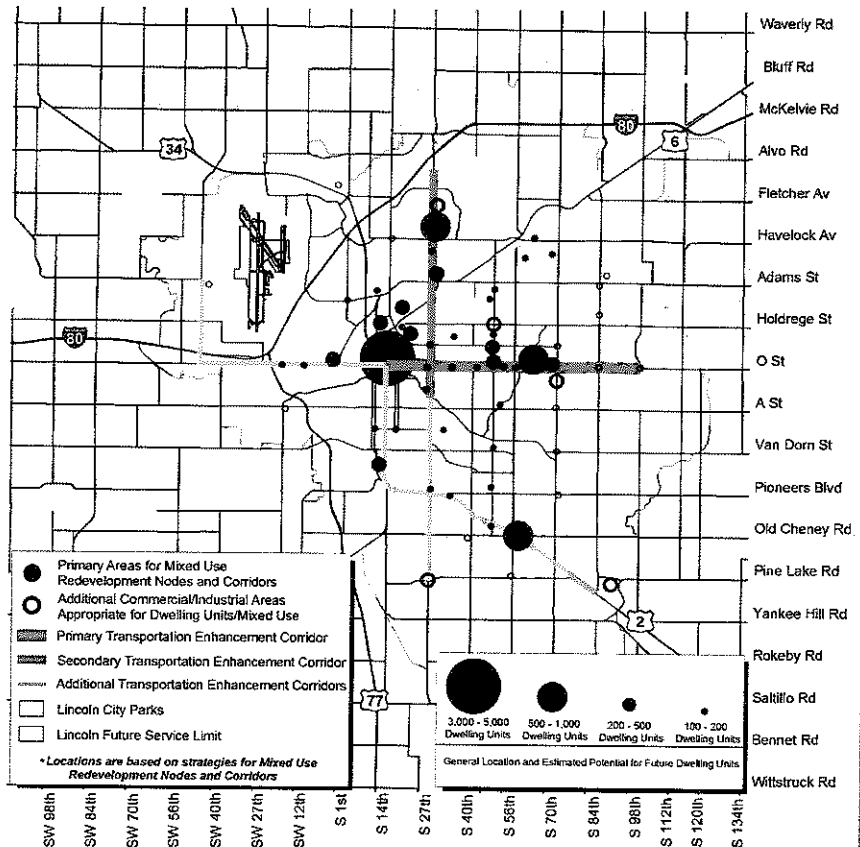 Waverly Rd
Bluff Rd
McKelvie Rd
80
6
34
Alvo Rd
Fletcher Av
Havelock Av
Adams St
Holdrege St
80
O St
A St
Van Dorn St
Pioneers Blvd
Old Cheney Rd
Pine Lake Rd
Yankee Hill Rd
2
Rokeby Rd
Saltillo Rd
77
Bennet Rd
Wittstruck Rd
Primary Areas for Mixed Use
Redevelopment Nodes and Corridors
Additional Commercial/Industrial Areas
Appropriate for Dwelling Units/Mixed Use
Primary Transportation Enhancement Corridor
Secondary Transportation Enhancement Corridor
Additional Transportation Enhancement Corridors
Lincoln City Parks
Lincoln Future Service Limit
*Locations are based on strategies for Mixed Use
Redevelopment Nodes and Corridors
3,000 - 5,000
Dwelling Units
500 - 1,000
Dwelling Units
200 - 500
Dwelling Units
100 - 200
Dwelling Units
General Location and Estimated Potential for Future Dwelling Units
SW 98th
SW 84th
SW 70th
SW 56th
SW 40th
SW 27th
SW 12th
S 1st
S 14th
S 27th
S 40th
S 56th
S 70th
S 84th
S 98th
S 112th
S 120th
S 134th